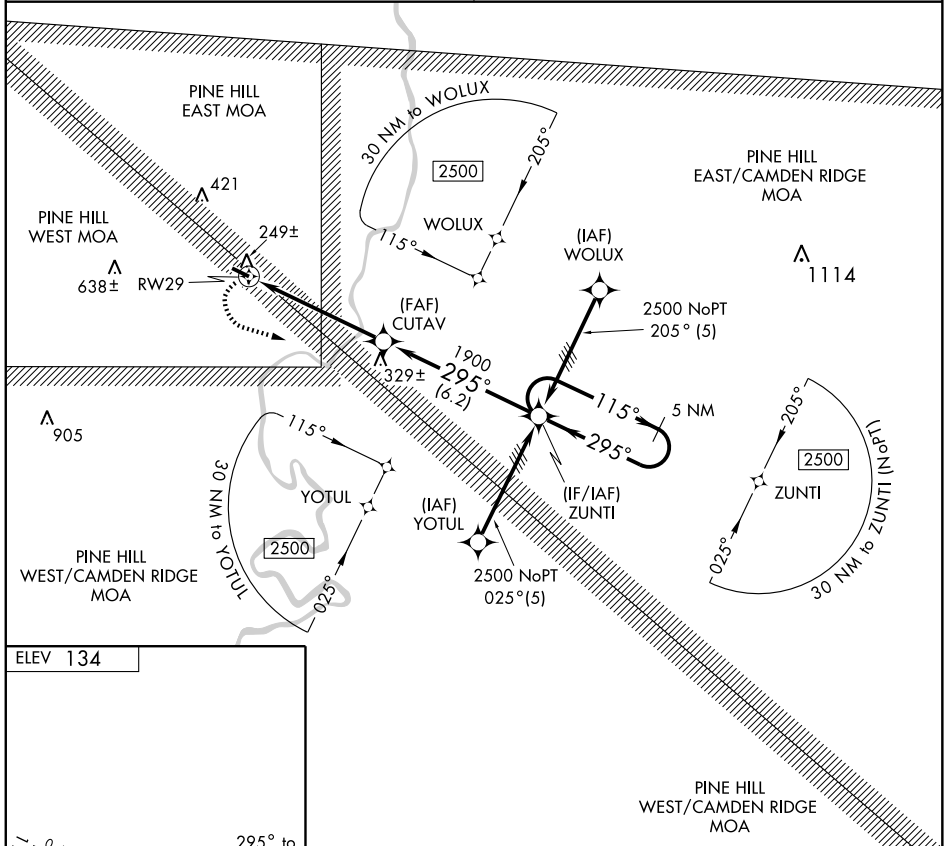 PINE HILL
EAST MOA
30 NM to WOLUX
2500
205°
WOLUX
115°
PINE HILL
EAST/CAMDEN RIDGE
MOA
421
PINE HILL
WEST MOA
249±
638±
RW29
(IAF)
WOLUX
1114
2500 NoPT
205° (5)
(FAF)
CUTAV
1900
295°
(6.2)
329±
115°
5 NM
295°
905
115°
YOTUL
30 NM to YOTUL
2500
025°
(IAF)
YOTUL
(IF/IAF)
ZUNTI
2500 NoPT
025°(5)
205°
2500
ZUNTI
025°
30 NM to ZUNTI (NoPT)
PINE HILL
WEST/CAMDEN RIDGE
MOA
ELEV 134
295° to
PINE HILL
WEST/CAMDEN RIDGE
MOA